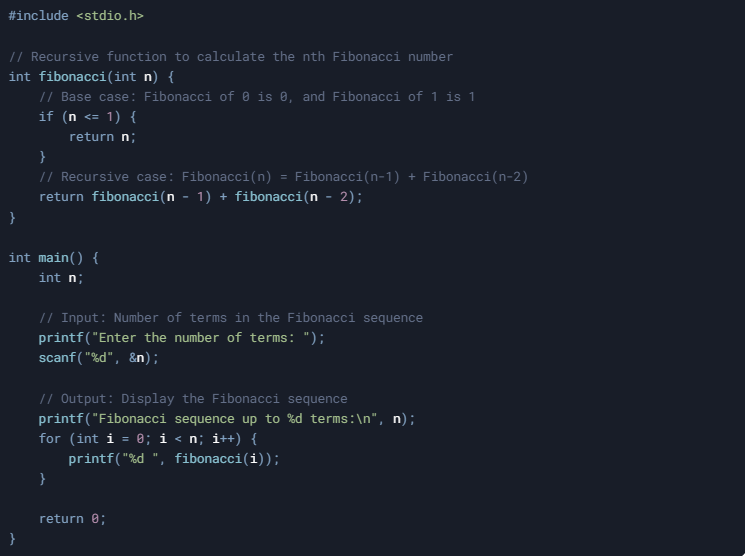 #include <stdio.h>

// Recursive function to calculate the nth Fibonacci number
int fibonacci(int n) {
    // Base case: Fibonacci of 0 is 0, and Fibonacci of 1 is 1
    if (n <= 1) {
        return n;
    }
    // Recursive case: Fibonacci(n) = Fibonacci(n-1) + Fibonacci(n-2)
    return fibonacci(n - 1) + fibonacci(n - 2);
}

int main() {
    int n;

    // Input: Number of terms in the Fibonacci sequence
    printf("Enter the number of terms: ");
    scanf("%d", &n);

    // Output: Display the Fibonacci sequence
    printf("Fibonacci sequence up to %d terms:\n", n);
    for (int i = 0; i < n; i++) {
        printf("%d ", fibonacci(i));
    }

    return 0;
}